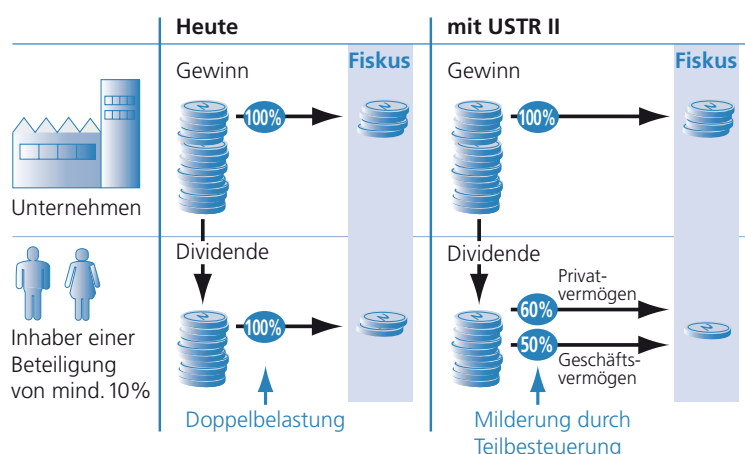 Heute
mit USTR II
Gewinn
Fiskus
Gewinn
Fiskus
100%
100%
Unternehmen
Dividende
Dividende
Privat-
vermögen
100%
60%
50%
Geschäfts-
vermögen
Inhaber einer
Beteiligung
von mind. 10%
Doppelbelastung
Milderung durch
Teilbesteuerung